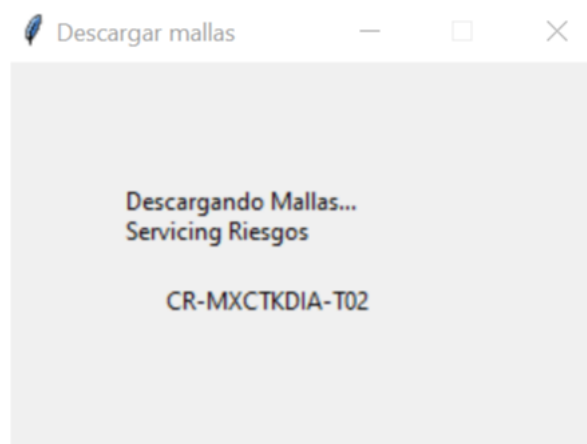 Descargar mallas
Descargando Mallas...
Servicing Riesgos
CR-MXCTKDIA-T02